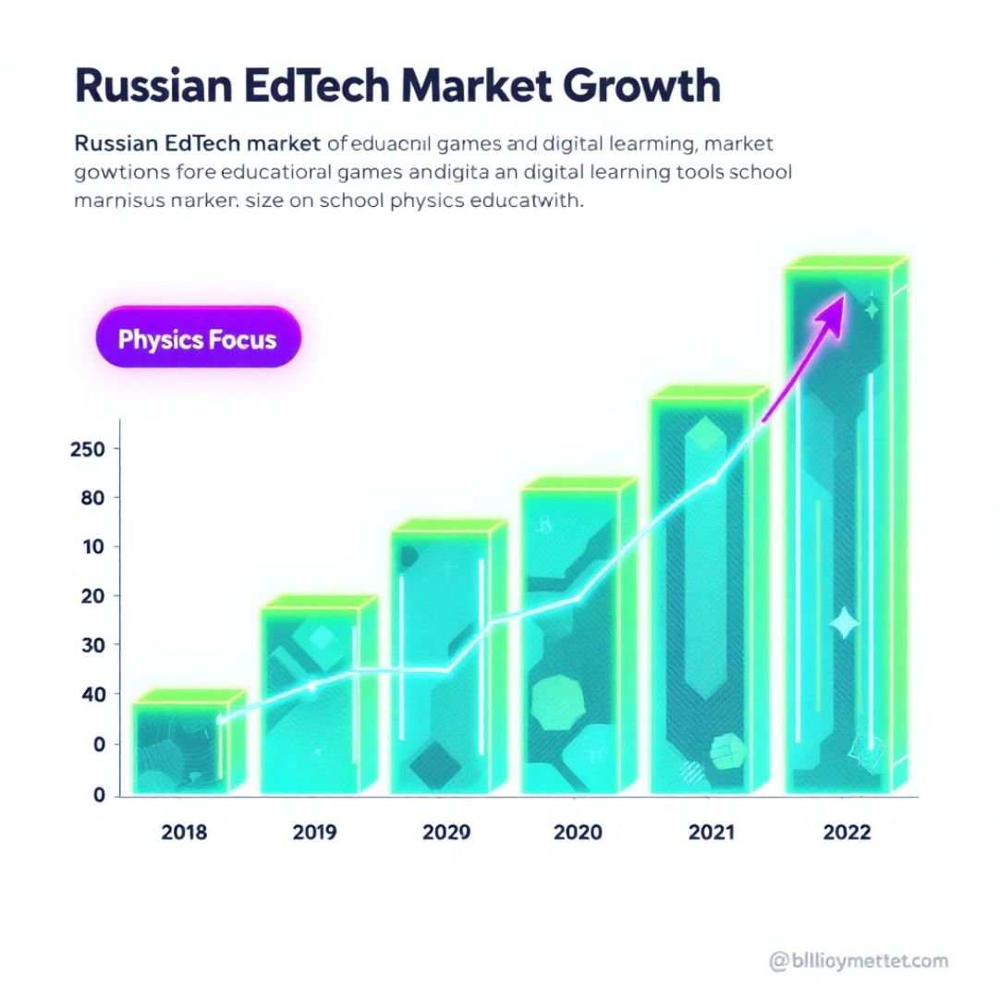 Russian EdTech Market Growth
Russian EdTech market of eduacnıl games and digital learning, market
gowtions fore educatioral games andigita an digital learning tools school
marnisus narker. size on school physics educatwith.
Physics Focus
250
80
10
20
30
40
0
0
2018 2019 2029 2020 2021 2022
@bllioymettet.com